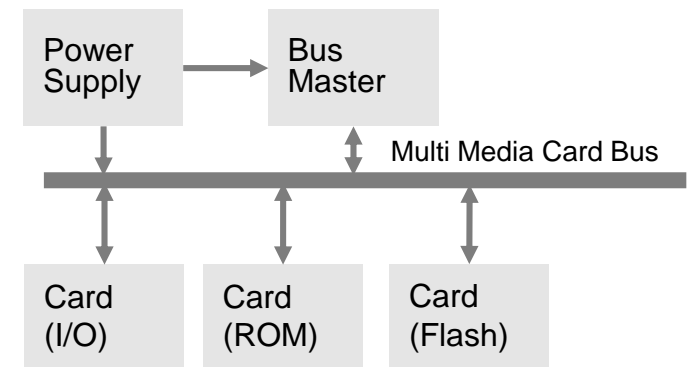 Power
Supply
Bus
Master
Multi Media Card Bus
Card
(I/O)
Card
(ROM)
Card
(Flash)